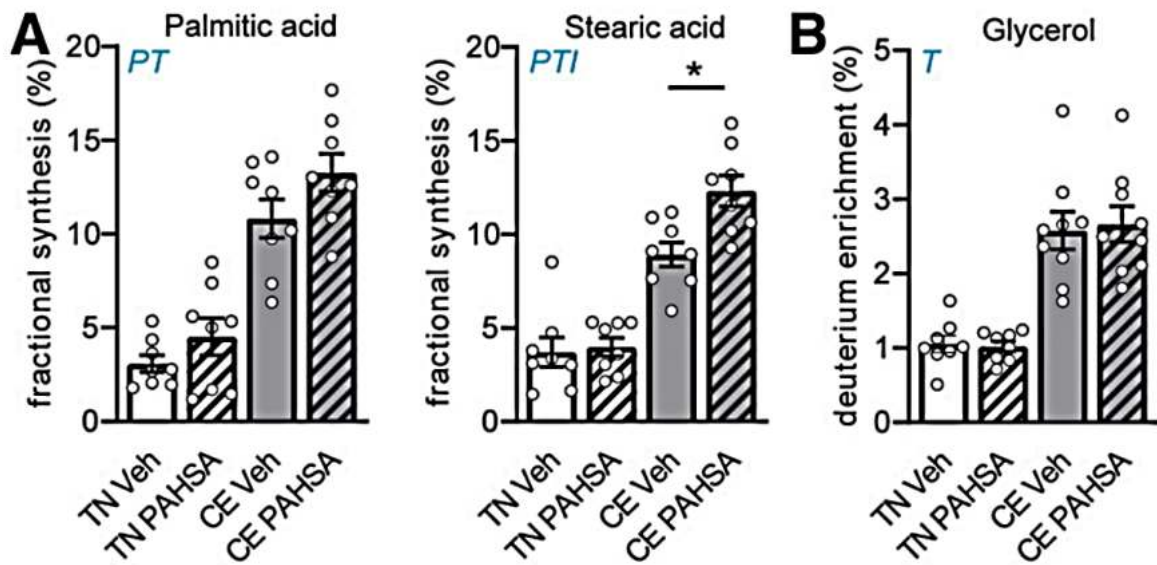 A
Palmitic acid
PT
fractional synthesis (%)
20
15
10
5
0
TN Veh
TN PAHSA
CE Veh
CE PAHSA
Stearic acid
PTI
*
fractional synthesis (%)
20
15
10
5
0
TN Veh
TN PAHSA
CE Veh
CE PAHSA
B
Glycerol
T
deuterium enrichment (%)
5
4
3
2
1
0
TN Veh
TN PAHSA
CE Veh
CE PAHSA